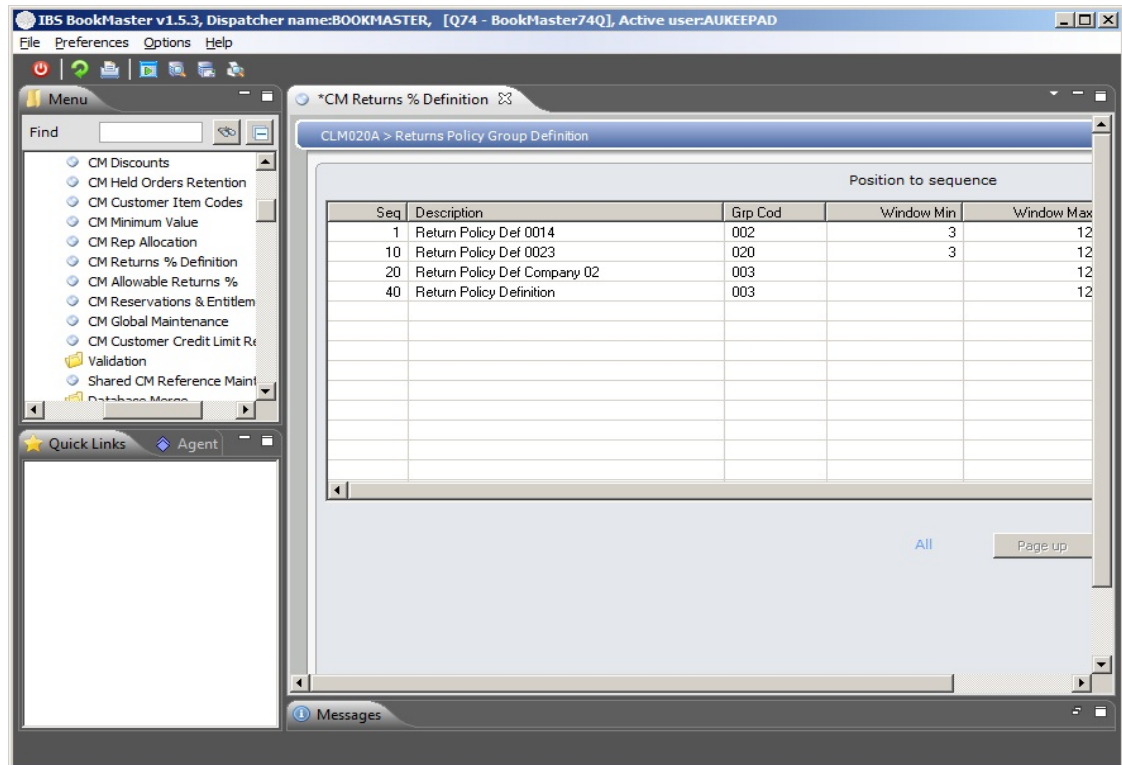 IBS BookMaster v1.5.3, Dispatcher name:BOOKMASTER, [Q74 - BookMaster74Q], Active user:AUKEEPAD
File Preferences Options Help
Menu
Find
CM Discounts
CM Held Orders Retention
CM Customer Item Codes
CM Minimum Value
CM Rep Allocation
CM Returns % Definition
CM Allowable Returns %
CM Reservations & Entitlem
CM Global Maintenance
CM Customer Credit Limit Re
Validation
Shared CM Reference Maint
Database Merge
Quick Links Agent
*CM Returns % Definition
CLM020A > Returns Policy Group Definition
Position to sequence
Seq Description Grp Cod Window Min Window Max
1 Return Policy Def 0014 002 3 12
10 Return Policy Def 0023 020 3 12
20 Return Policy Def Company 02 003 12
40 Return Policy Definition 003 12
All Page up
Messages